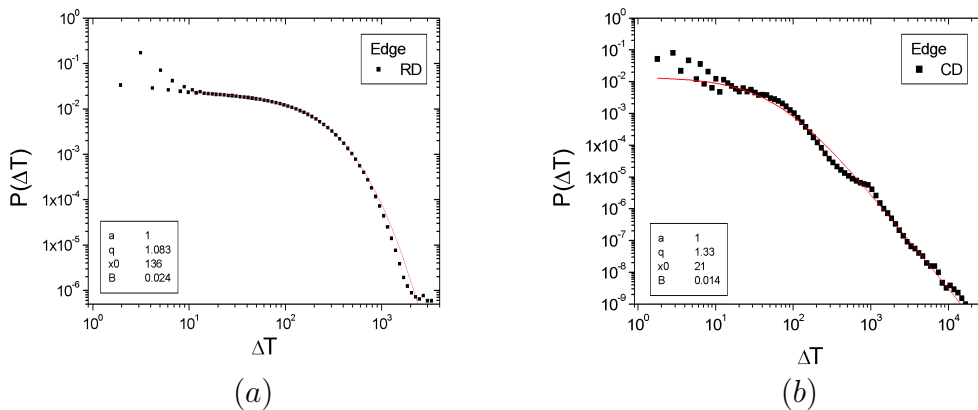 10^0
10^-1
10^-2
10^-3
1x10^-4
1x10^-5
10^-6
P(ΔT)
Edge
RD
a 1
q 1.083
x0 136
B 0.024
10^0 10^1 10^2 10^3
ΔT
(a)
10^0
10^-1
10^-2
10^-3
1x10^-4
1x10^-5
10^-6
10^-7
10^-8
10^-9
P(ΔT)
Edge
CD
a 1
q 1.33
x0 21
B 0.014
10^0 10^1 10^2 10^3 10^4
ΔT
(b)